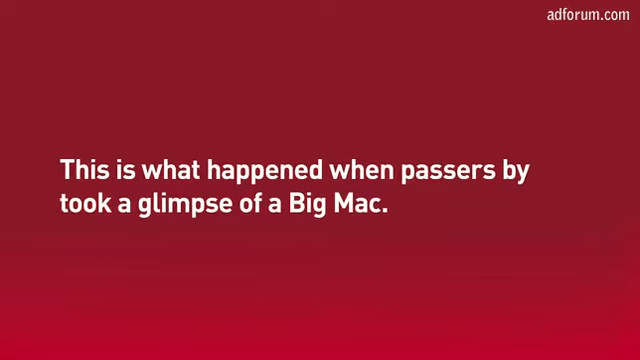 adforum.com
This is what happened when passers by
took a glimpse of a Big Mac.